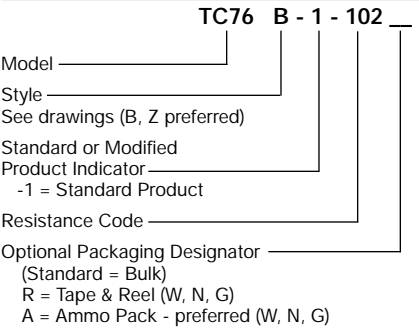 TC76 B - 1 - 102 __
Model
Style
See drawings (B, Z preferred)
Standard or Modified
Product Indicator
-1 = Standard Product
Resistance Code
Optional Packaging Designator
(Standard = Bulk)
R = Tape & Reel (W, N, G)
A = Ammo Pack - preferred (W, N, G)